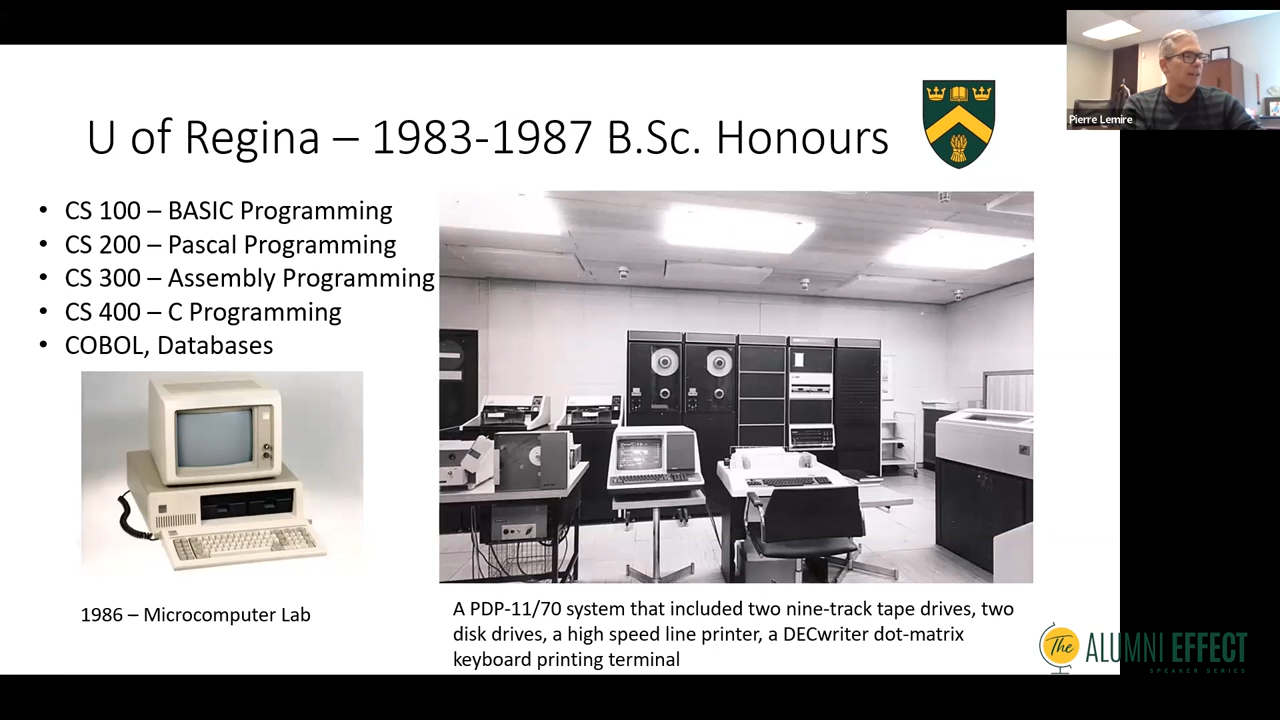 Pierre Lemire
U of Regina – 1983-1987 B.Sc. Honours
• CS 100 – BASIC Programming
• CS 200 – Pascal Programming
• CS 300 – Assembly Programming
• CS 400 – C Programming
• COBOL, Databases
1986 – Microcomputer Lab
A PDP-11/70 system that included two nine-track tape drives, two
disk drives, a high speed line printer, a DECwriter dot-matrix
keyboard printing terminal
The ALUMNI EFFECT
SPEAKER SERIES